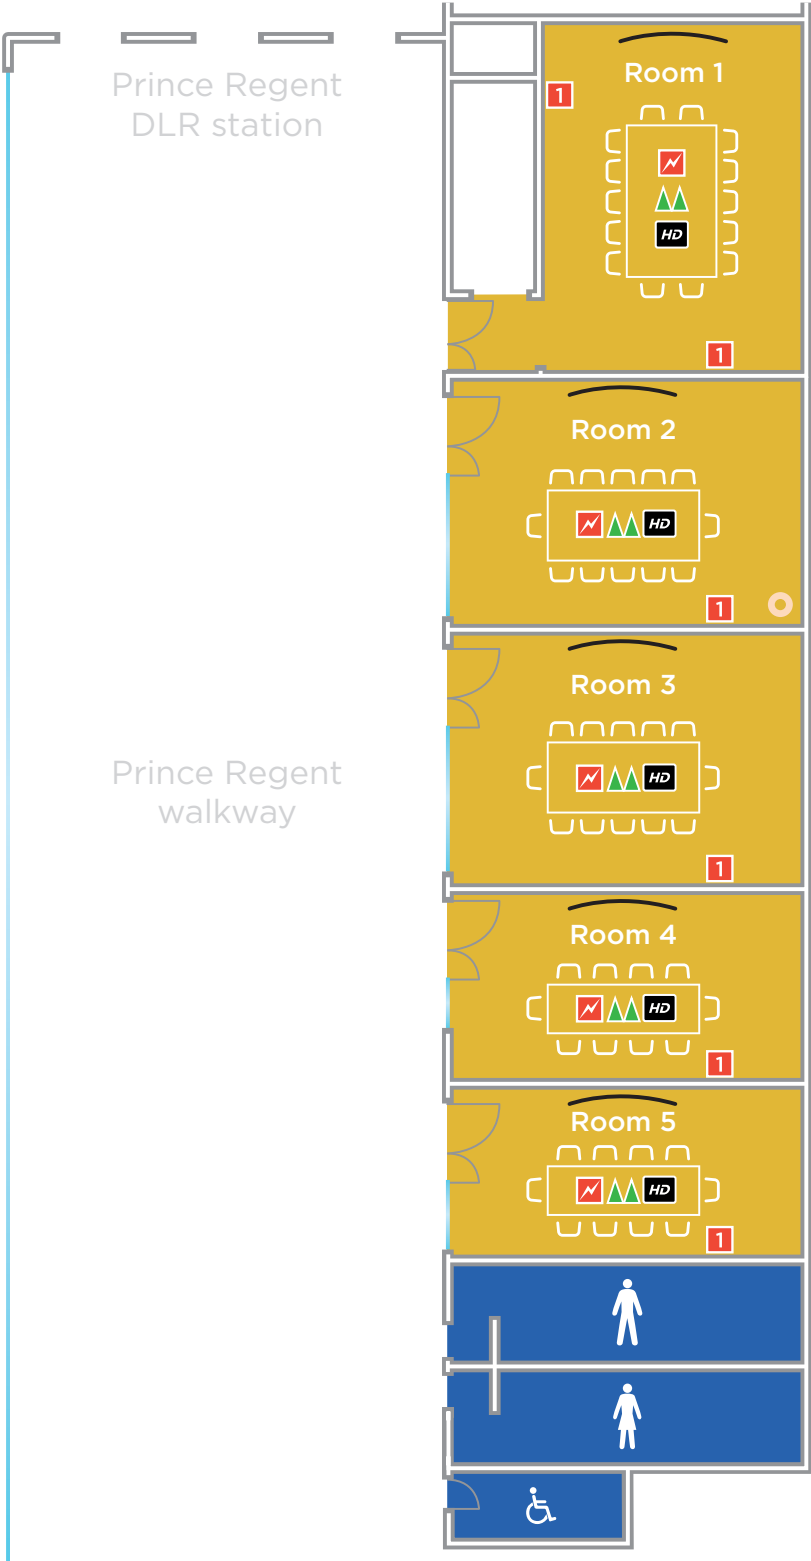 Prince Regent
DLR station
Room 1
1
HD
1
Room 2
HD
1
Prince Regent
walkway
Room 3
HD
1
Room 4
HD
1
Room 5
HD
1